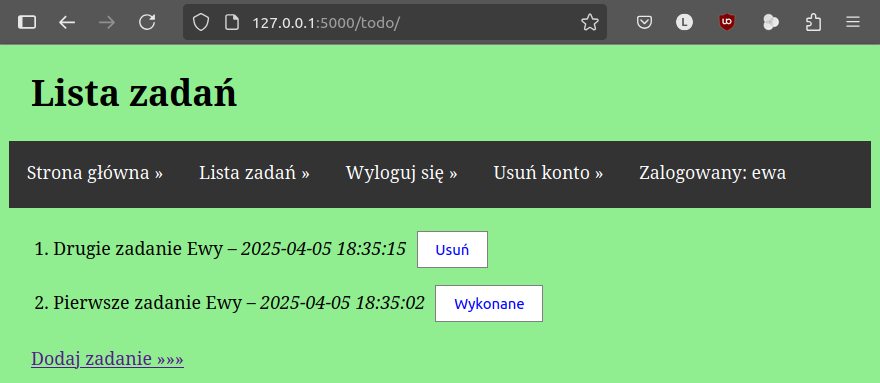 127.0.0.1:5000/todo/
L
Lista zadań
Strona główna » Lista zadań » Wyloguj się » Usuń konto » Zalogowany: ewa
1. Drugie zadanie Ewy – 2025-04-05 18:35:15 Usuń
2. Pierwsze zadanie Ewy – 2025-04-05 18:35:02 Wykonane
Dodaj zadanie »»»